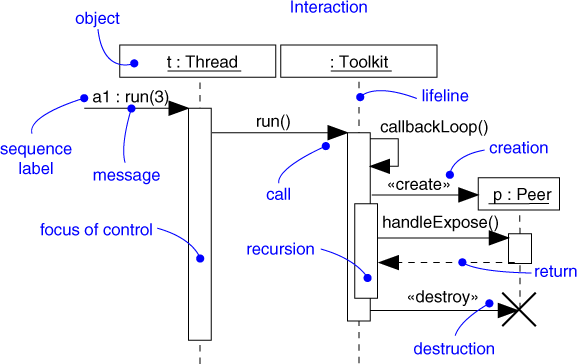 Interaction
object
t : Thread
: Toolkit
a1 : run(3)
lifeline
run()
callbackLoop()
sequence
label
message
call
creation
«create»
p : Peer
focus of control
recursion
handleExpose()
return
«destroy»
destruction